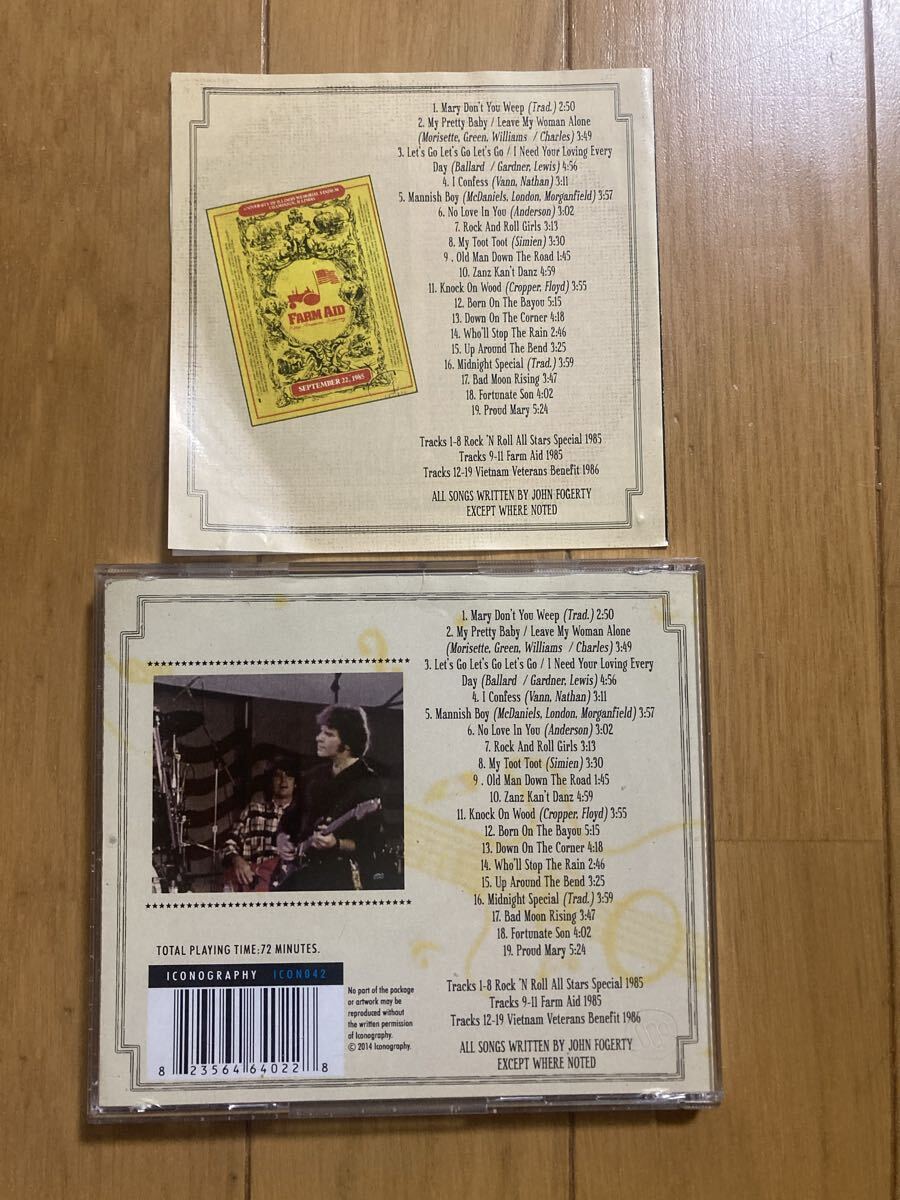 1. Mary Don't You Weep (Trad.) 2:50
2. My Pretty Baby / Leave My Woman Alone
(Morisette, Green, Williams / Charles) 3:49
3. Let's Go Let's Go Let's Go / I Need Your Loving Every
Day (Ballard / Gardner, Lewis) 4:56
4. I Confess (Vann, Nathan) 3:11
5. Mannish Boy (McDaniels, London, Morganfield) 3:57
6. No Love In You (Anderson) 3:02
7. Rock And Roll Girls 3:13
8. My Toot Toot (Simien) 3:30
9 . Old Man Down The Road 1:45
10. Zanz Kan't Danz 4:59
11. Knock On Wood (Cropper, Floyd) 3:55
12. Born On The Bayou 5:15
13. Down On The Corner 4:18
14. Who'll Stop The Rain 2:46
15. Up Around The Bend 3:25
16. Midnight Special (Trad.) 3:59
17. Bad Moon Rising 3:47
18. Fortunate Son 4:02
19. Proud Mary 5:24
Tracks 1-8 Rock 'N Roll All Stars Special 1985
Tracks 9-11 Farm Aid 1985
Tracks 12-19 Vietnam Veterans Benefit 1986
ALL SONGS WRITTEN BY JOHN FOGERTY
EXCEPT WHERE NOTED
UNIVERSITY OF ILLINOIS MEMORIAL STADIUM
CHAMPAIGN, ILLINOIS
FARM AID
SEPTEMBER 22, 1985
1. Mary Don't You Weep (Trad.) 2:50
2. My Pretty Baby / Leave My Woman Alone
(Morisette, Green, Williams / Charles) 3:49
3. Let's Go Let's Go Let's Go / I Need Your Loving Every
Day (Ballard / Gardner, Lewis) 4:56
4. I Confess (Vann, Nathan) 3:11
5. Mannish Boy (McDaniels, London, Morganfield) 3:57
6. No Love In You (Anderson) 3:02
7. Rock And Roll Girls 3:13
8. My Toot Toot (Simien) 3:30
9 . Old Man Down The Road 1:45
10. Zanz Kan't Danz 4:59
11. Knock On Wood (Cropper, Floyd) 3:55
12. Born On The Bayou 5:15
13. Down On The Corner 4:18
14. Who'll Stop The Rain 2:46
15. Up Around The Bend 3:25
16. Midnight Special (Trad.) 3:59
17. Bad Moon Rising 3:47
18. Fortunate Son 4:02
19. Proud Mary 5:24
Tracks 1-8 Rock 'N Roll All Stars Special 1985
Tracks 9-11 Farm Aid 1985
Tracks 12-19 Vietnam Veterans Benefit 1986
ALL SONGS WRITTEN BY JOHN FOGERTY
EXCEPT WHERE NOTED
TOTAL PLAYING TIME:72 MINUTES.
ICONOGRAPHY ICON042
No part of the package
or artwork may be
reproduced without
the written permission
of Iconography.
© 2014 Iconography.
8 23564 64022 8